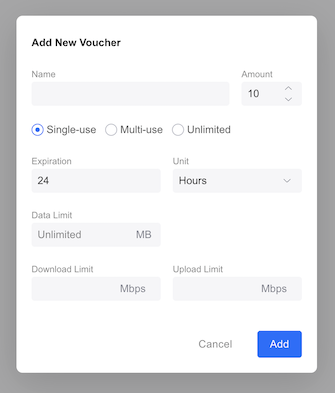 Add New Voucher
Name Amount
10
Single-use Multi-use Unlimited
Expiration Unit
24 Hours
Data Limit
Unlimited MB
Download Limit Upload Limit
Mbps Mbps
Cancel Add